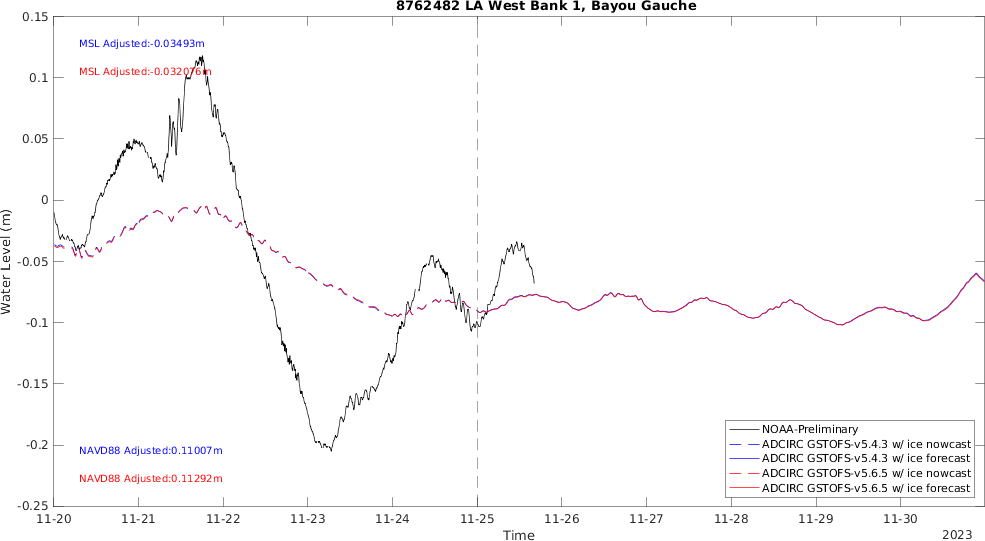 8762482 LA West Bank 1, Bayou Gauche
0.15
0.1
0.05
0
-0.05
-0.1
-0.15
-0.2
-0.25
Water Level (m)
MSL Adjusted:-0.03493m
MSL Adjusted:-0.032076m
NAVD88 Adjusted:0.11007m
NAVD88 Adjusted:0.11292m
NOAA-Preliminary
ADCIRC GSTOFS-v5.4.3 w/ ice nowcast
ADCIRC GSTOFS-v5.4.3 w/ ice forecast
ADCIRC GSTOFS-v5.6.5 w/ ice nowcast
ADCIRC GSTOFS-v5.6.5 w/ ice forecast
11-20 11-21 11-22 11-23 11-24 11-25 11-26 11-27 11-28 11-29 11-30
Time
2023